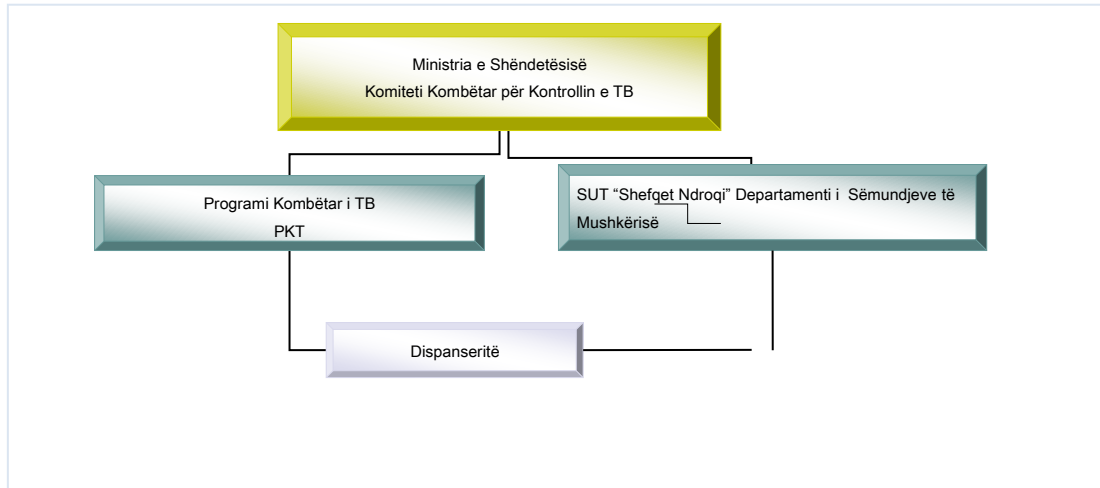 Ministria e Shëndetësisë
Komiteti Kombëtar për Kontrollin e TB
Programi Kombëtar i TB
PKT
SUT “Shefqet Ndroqi” Departamenti i Sëmundjeve të
Mushkërisë
Dispanseritë